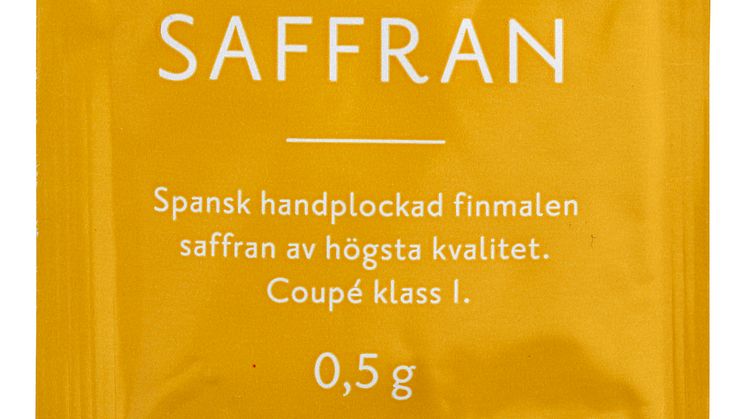 SAFFRAN
Spansk handplockad finmalen
saffran av högsta kvalitet.
Coupé klass I.
0,5 g